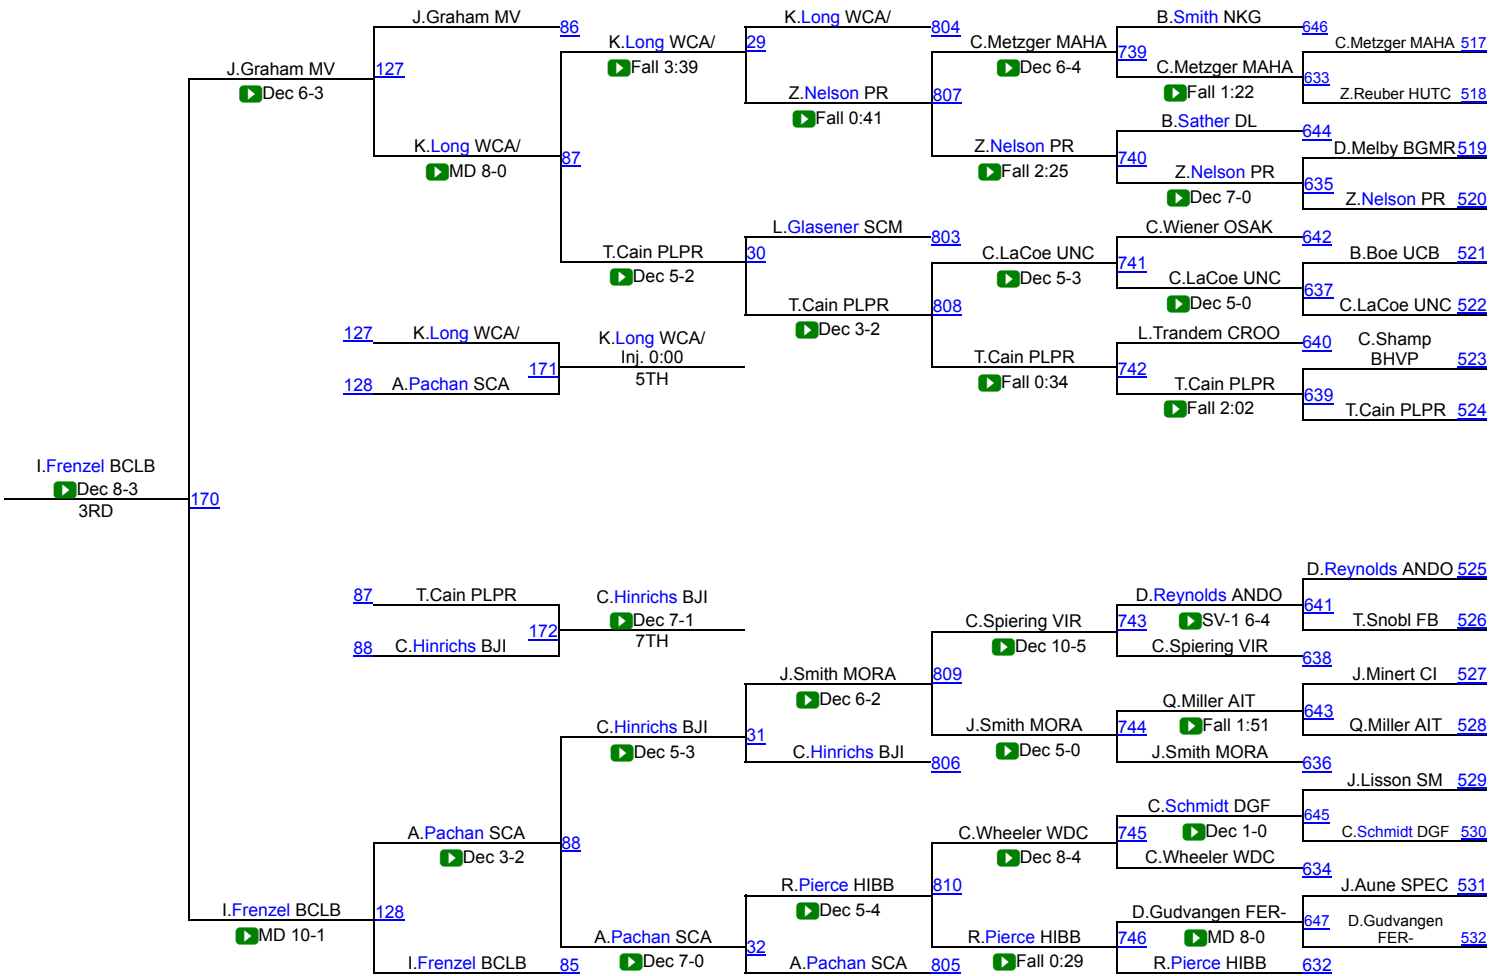 J.Graham MV
86
K.Long WCA/
804
B.Smith NKG
646
K.Long WCA/
29
C.Metzger MAHA
739
C.Metzger MAHA 517
Fall 3:39
Dec 6-4
J.Graham MV
127
C.Metzger MAHA
633
Dec 6-3
Z.Nelson PR
807
Fall 1:22
Z.Reuber HUTC 518
Fall 0:41
B.Sather DL
644
K.Long WCA/
87
Z.Nelson PR
740
D.Melby BGMR 519
MD 8-0
Fall 2:25
Z.Nelson PR
635
Dec 7-0
Z.Nelson PR 520
L.Glasener SCM
803
C.Wiener OSAK
642
T.Cain PLPR
30
C.LaCoe UNC
741
B.Boe UCB 521
Dec 5-2
Dec 5-3
C.LaCoe UNC
637
T.Cain PLPR
808
Dec 5-0
C.LaCoe UNC 522
Dec 3-2
127 K.Long WCA/
K.Long WCA/
L.Trandem CROO
640
C.Shamp
Inj. 0:00
T.Cain PLPR
742
BHVP 523
171
5TH
Fall 0:34
128 A.Pachan SCA
T.Cain PLPR
639
Fall 2:02
T.Cain PLPR 524
I.Frenzel BCLB
Dec 8-3
170
3RD
D.Reynolds ANDO 525
87 T.Cain PLPR
C.Hinrichs BJI
D.Reynolds ANDO
641
Dec 7-1
C.Spiering VIR
743
SV-1 6-4
T.Snobl FB 526
172
7TH
Dec 10-5
88 C.Hinrichs BJI
C.Spiering VIR
638
J.Smith MORA
809
J.Minert CI 527
Dec 6-2
Q.Miller AIT
643
C.Hinrichs BJI
31
J.Smith MORA
744
Fall 1:51
Q.Miller AIT 528
Dec 5-3
Dec 5-0
C.Hinrichs BJI
806
J.Smith MORA
636
J.Lisson SM 529
C.Schmidt DGF
645
A.Pachan SCA
88
C.Wheeler WDC
745
Dec 1-0
C.Schmidt DGF 530
Dec 3-2
Dec 8-4
C.Wheeler WDC
634
R.Pierce HIBB
810
J.Aune SPEC 531
Dec 5-4
I.Frenzel BCLB
128
D.Gudvangen FER-
647
D.Gudvangen
MD 10-1
A.Pachan SCA
32
R.Pierce HIBB
746
MD 8-0
FER- 532
I.Frenzel BCLB
85
Dec 7-0
A.Pachan SCA
805
Fall 0:29
R.Pierce HIBB
632